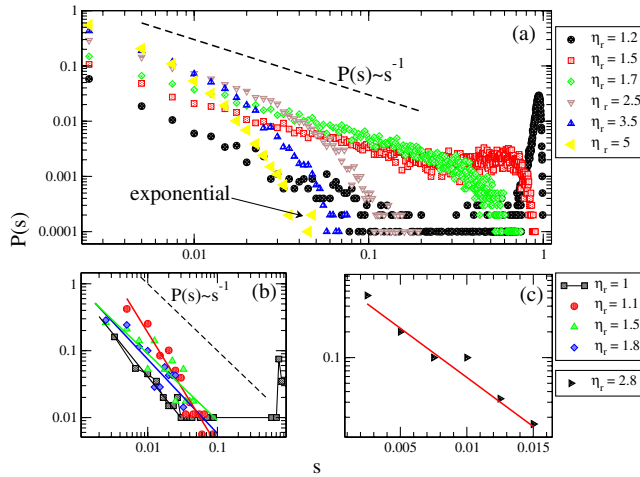 1
0.1
0.01
0.001
0.0001
P(s)
0.01
0.1
1
(a)
P(s)~s⁻¹
exponential
η_r = 1.2
η_r = 1.5
η_r = 1.7
η_r = 2.5
η_r = 3.5
η_r = 5
1
0.1
0.01
0.01
0.1
P(s)~s⁻¹
(b)
(c)
0.1
0.005
0.01
0.015
s
η_r = 1
η_r = 1.1
η_r = 1.5
η_r = 1.8
η_r = 2.8